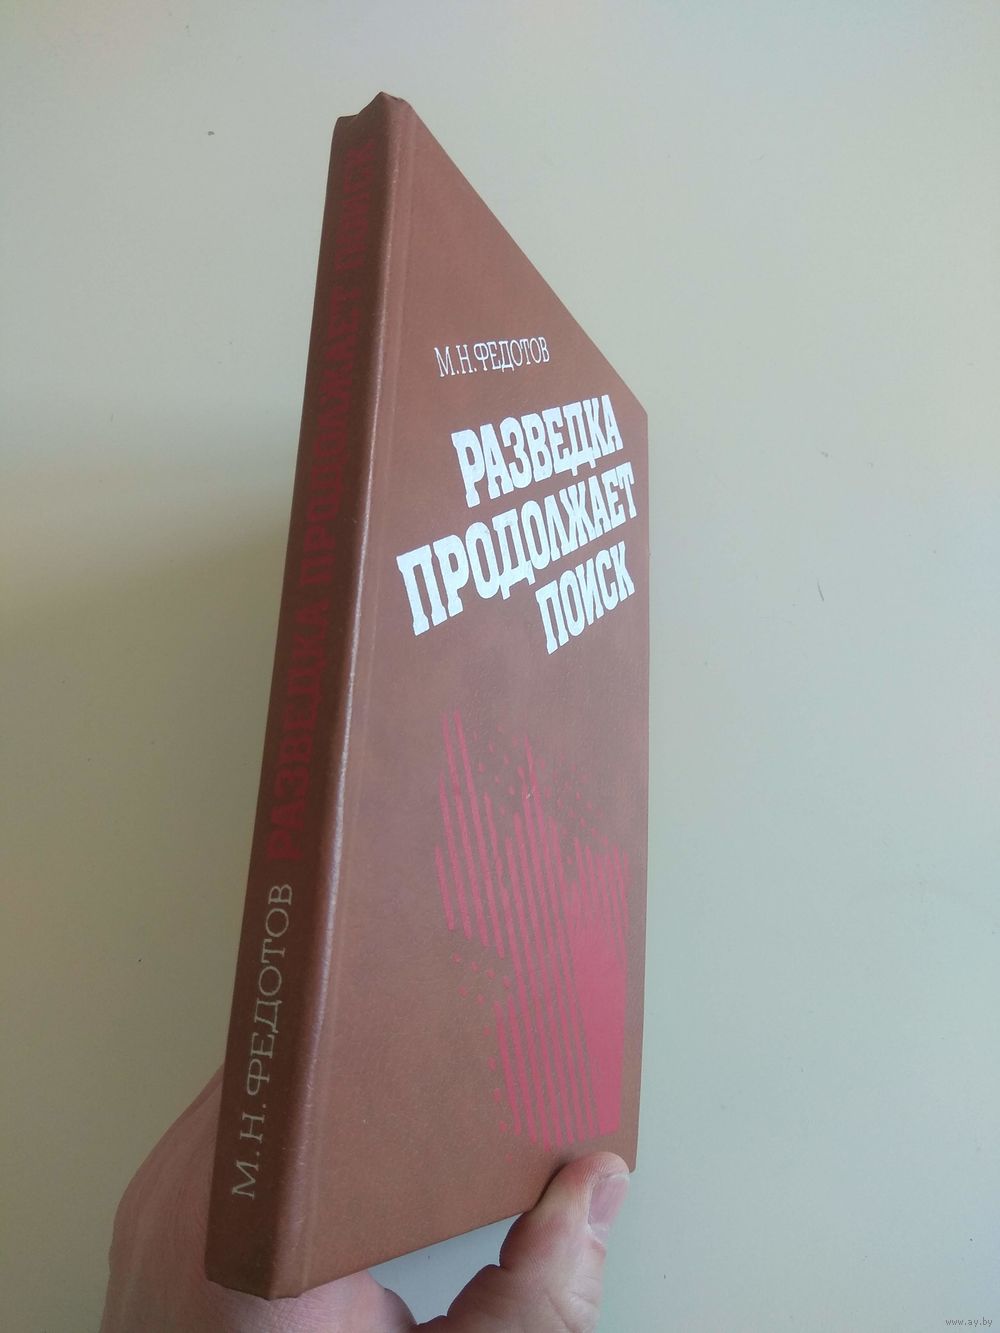 М.Н.ФЕДОТОВ
РАЗВЕДКА
ПРОДОЛЖАЕТ
ПОИСК
М.Н.ФЕДОТОВ РАЗВЕДКА ПРОДОЛЖАЕТ ПОИСК
www.ay.by